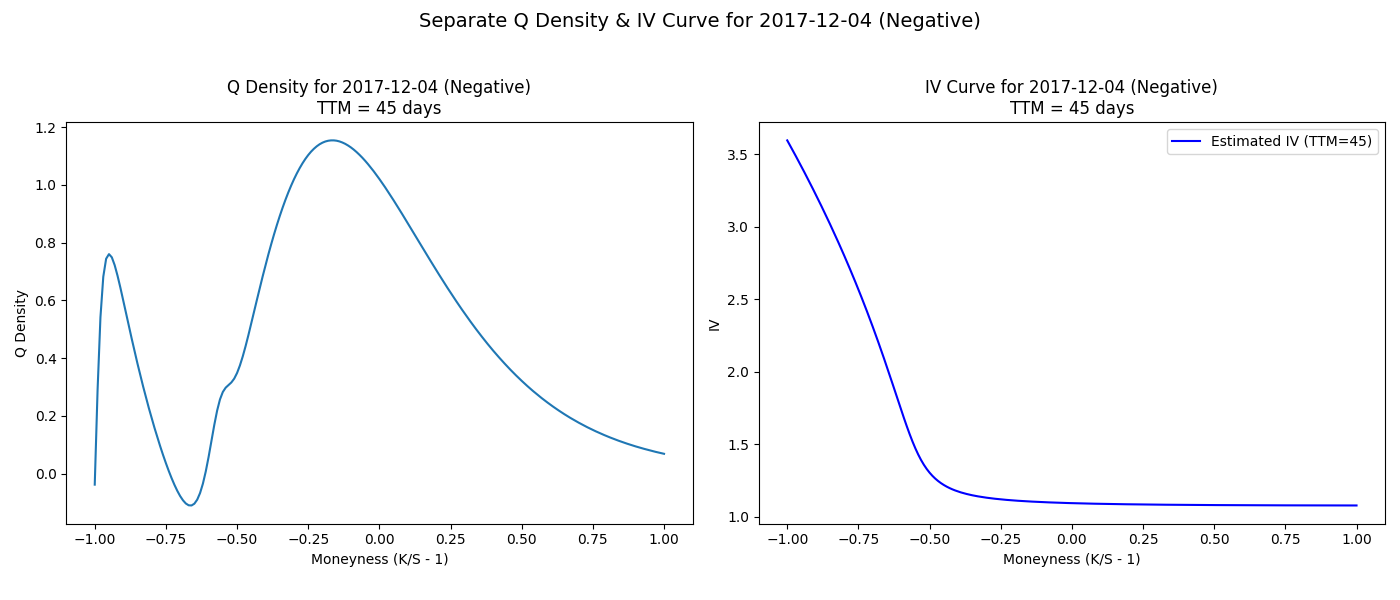 Separate Q Density & IV Curve for 2017-12-04 (Negative)
Q Density for 2017-12-04 (Negative)
TTM = 45 days
1.2
1.0
0.8
0.6
0.4
0.2
0.0
Q Density
−1.00 −0.75 −0.50 −0.25 0.00 0.25 0.50 0.75 1.00
Moneyness (K/S - 1)
IV Curve for 2017-12-04 (Negative)
TTM = 45 days
Estimated IV (TTM=45)
3.5
3.0
2.5
2.0
1.5
1.0
IV
−1.00 −0.75 −0.50 −0.25 0.00 0.25 0.50 0.75 1.00
Moneyness (K/S - 1)